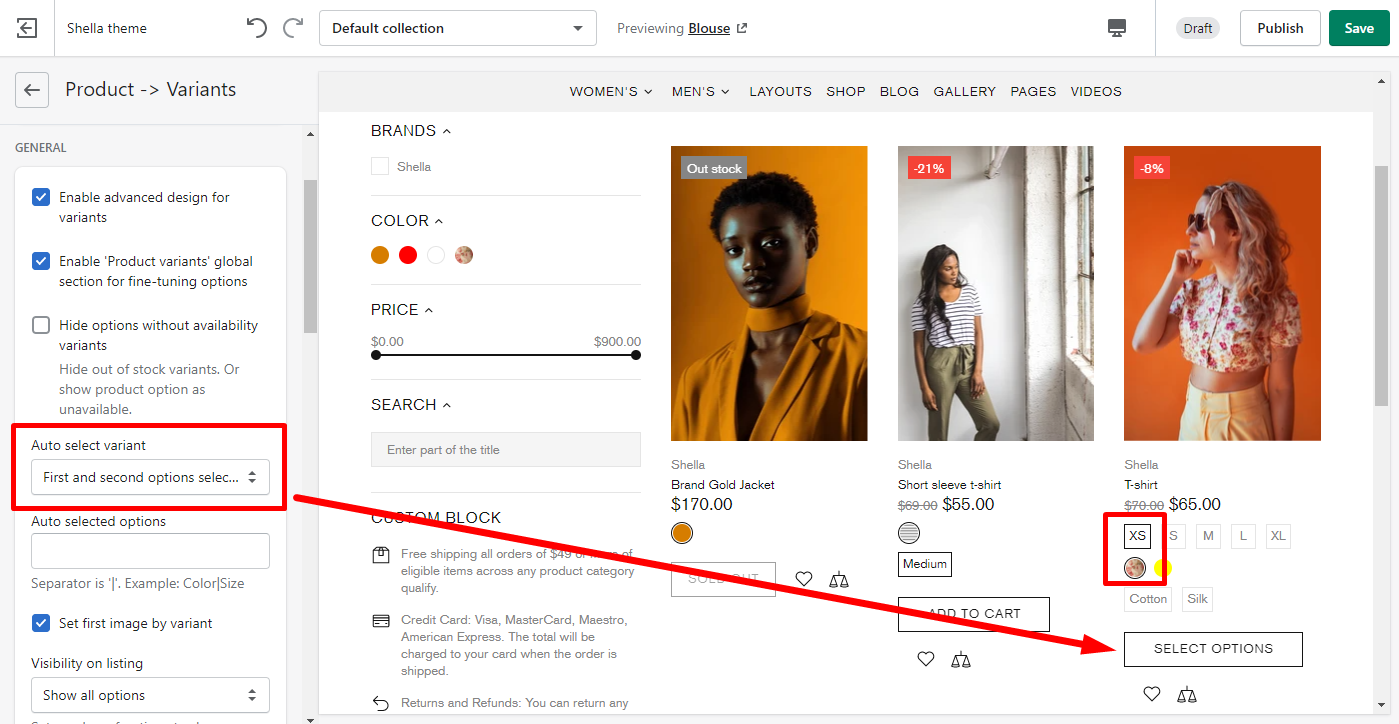 Shella theme
Default collection
Previewing Blouse
Draft
Publish
Save
Product -> Variants
GENERAL
Enable advanced design for
variants
Enable 'Product variants' global
section for fine-tuning options
Hide options without availability
variants
Hide out of stock variants. Or
show product option as
unavailable.
Auto select variant
First and second options selec...
Auto selected options
Separator is '|'. Example: Color|Size
Set first image by variant
Visibility on listing
Show all options
WOMEN'S
MEN'S
LAYOUTS
SHOP
BLOG
GALLERY
PAGES
VIDEOS
BRANDS
Shella
COLOR
PRICE
$0.00
$900.00
SEARCH
Enter part of the title
CUSTOM BLOCK
Free shipping all orders of $49 or more of
eligible items across any product category
qualify.
Credit Card: Visa, MasterCard, Maestro,
American Express. The total will be
charged to your card when the order is
shipped.
Returns and Refunds: You can return any
Out stock
Shella
Brand Gold Jacket
$170.00
SOLD OUT
-21%
Shella
Short sleeve t-shirt
$69.00 $55.00
Medium
ADD TO CART
-8%
Shella
T-shirt
$70.00 $65.00
XS S M L XL
Cotton Silk
SELECT OPTIONS